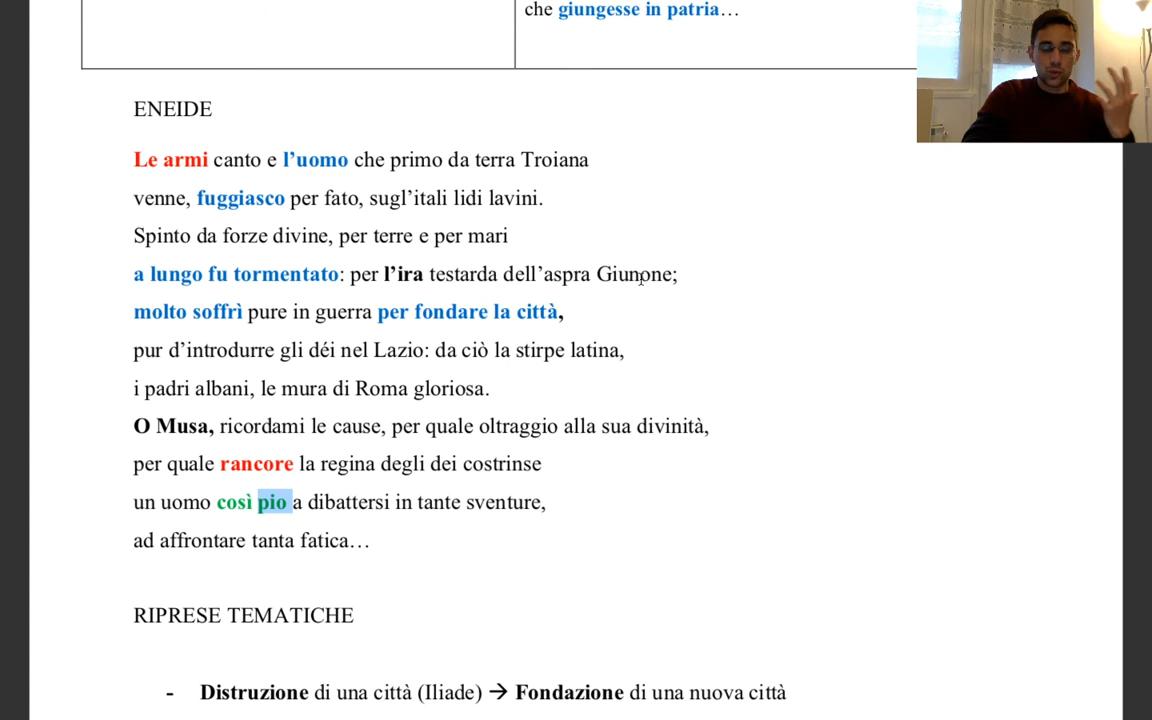 che giungesse in patria…
ENEIDE
Le armi canto e l’uomo che primo da terra Troiana
venne, fuggiasco per fato, sugl’itali lidi lavini.
Spinto da forze divine, per terre e per mari
a lungo fu tormentato: per l’ira testarda dell’aspra Giunone;
molto soffrì pure in guerra per fondare la città,
pur d’introdurre gli déi nel Lazio: da ciò la stirpe latina,
i padri albani, le mura di Roma gloriosa.
O Musa, ricordami le cause, per quale oltraggio alla sua divinità,
per quale rancore la regina degli dei costrinse
un uomo così pio a dibattersi in tante sventure,
ad affrontare tanta fatica…
RIPRESE TEMATICHE
- Distruzione di una città (Iliade) → Fondazione di una nuova città